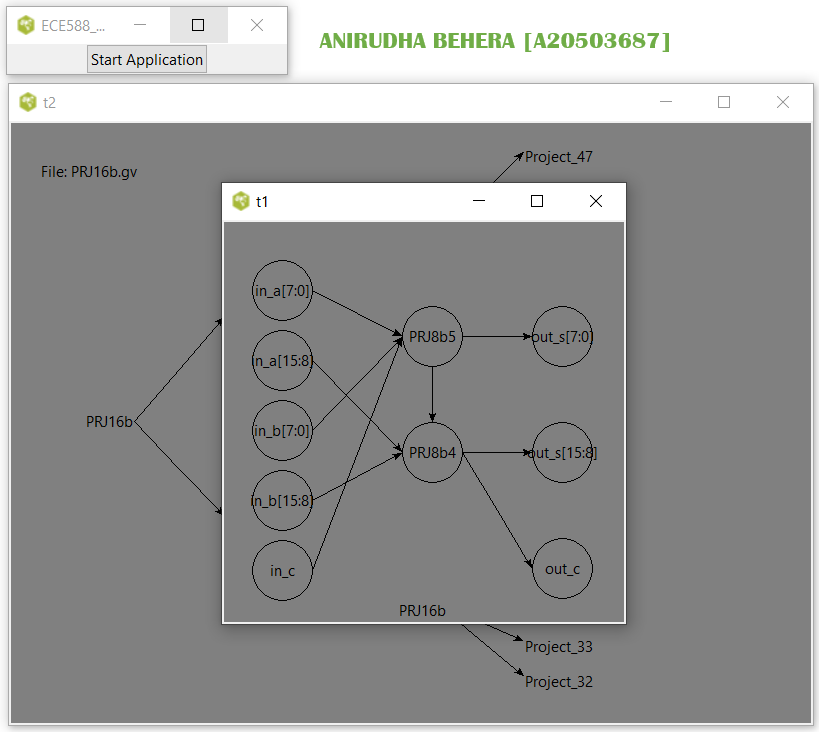 ECE588_...
Start Application
ANIRUDHA BEHERA [A20503687]
t2
File: PRJ16b.gv
Project_47
t1
in_a[7:0]
PRJ8b5
out_s[7:0]
in_a[15:8]
PRJ16b
in_b[7:0]
PRJ8b4
out_s[15:8]
in_b[15:8]
in_c
out_c
PRJ16b
Project_33
Project_32